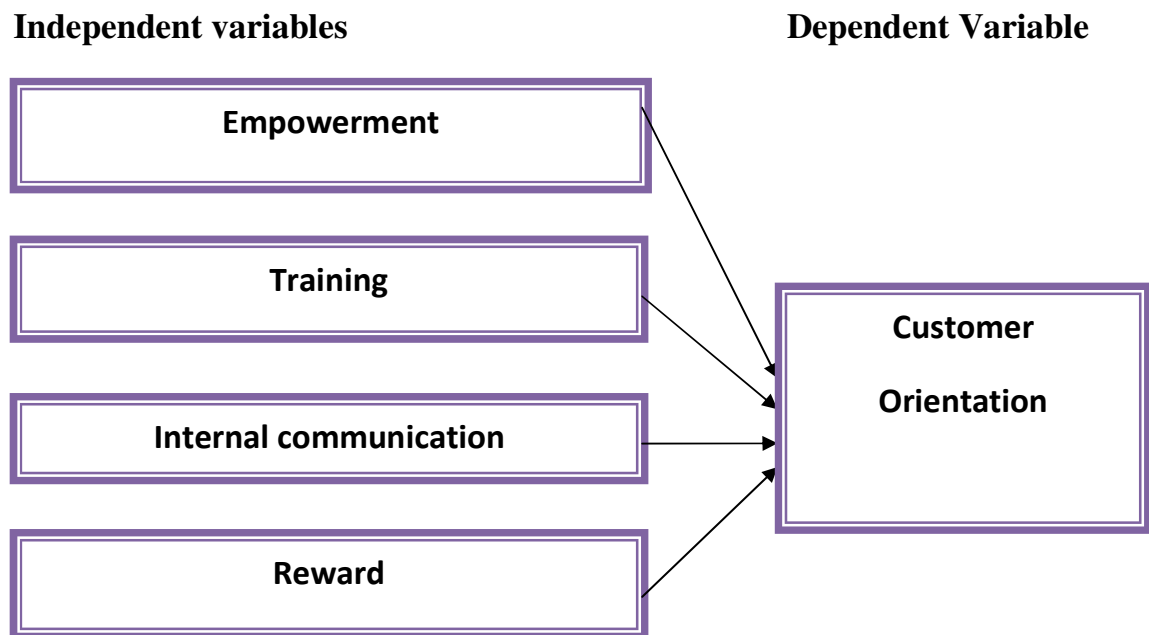 Independent variables
Dependent Variable
Empowerment
Training
Internal communication
Reward
Customer
Orientation